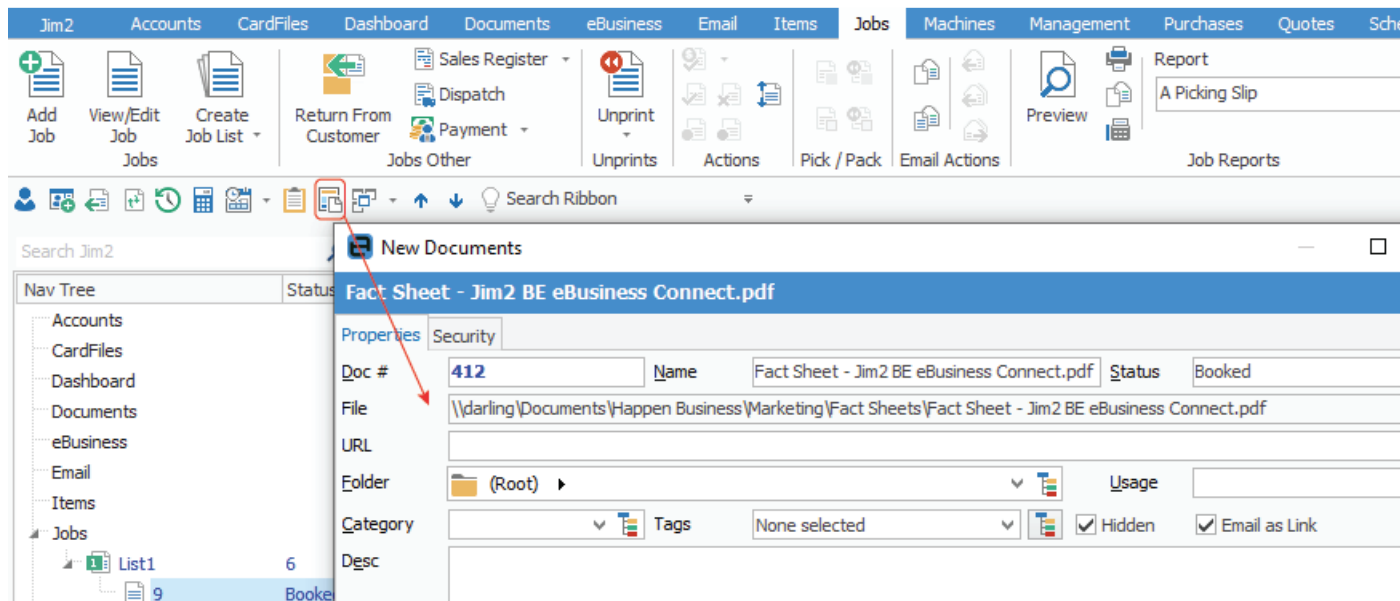 Jim2 Accounts CardFiles Dashboard Documents eBusiness Email Items Jobs Machines Management Purchases Quotes Sche
Add Job
View/Edit Job
Create Job List
Jobs
Return From Customer
Sales Register
Dispatch
Payment
Jobs Other
Unprint
Unprints
Actions
Pick / Pack
Email Actions
Preview
Report
A Picking Slip
Job Reports
Search Ribbon
Search Jim2
Nav Tree Status
Accounts
CardFiles
Dashboard
Documents
eBusiness
Email
Items
Jobs
1 List1 6
9 Booke
New Documents
Fact Sheet - Jim2 BE eBusiness Connect.pdf
Properties Security
Doc # 412 Name Fact Sheet - Jim2 BE eBusiness Connect.pdf Status Booked
File \\darling\Documents\Happen Business\Marketing\Fact Sheets\Fact Sheet - Jim2 BE eBusiness Connect.pdf
URL
Folder (Root) Usage
Category Tags None selected Hidden Email as Link
Desc